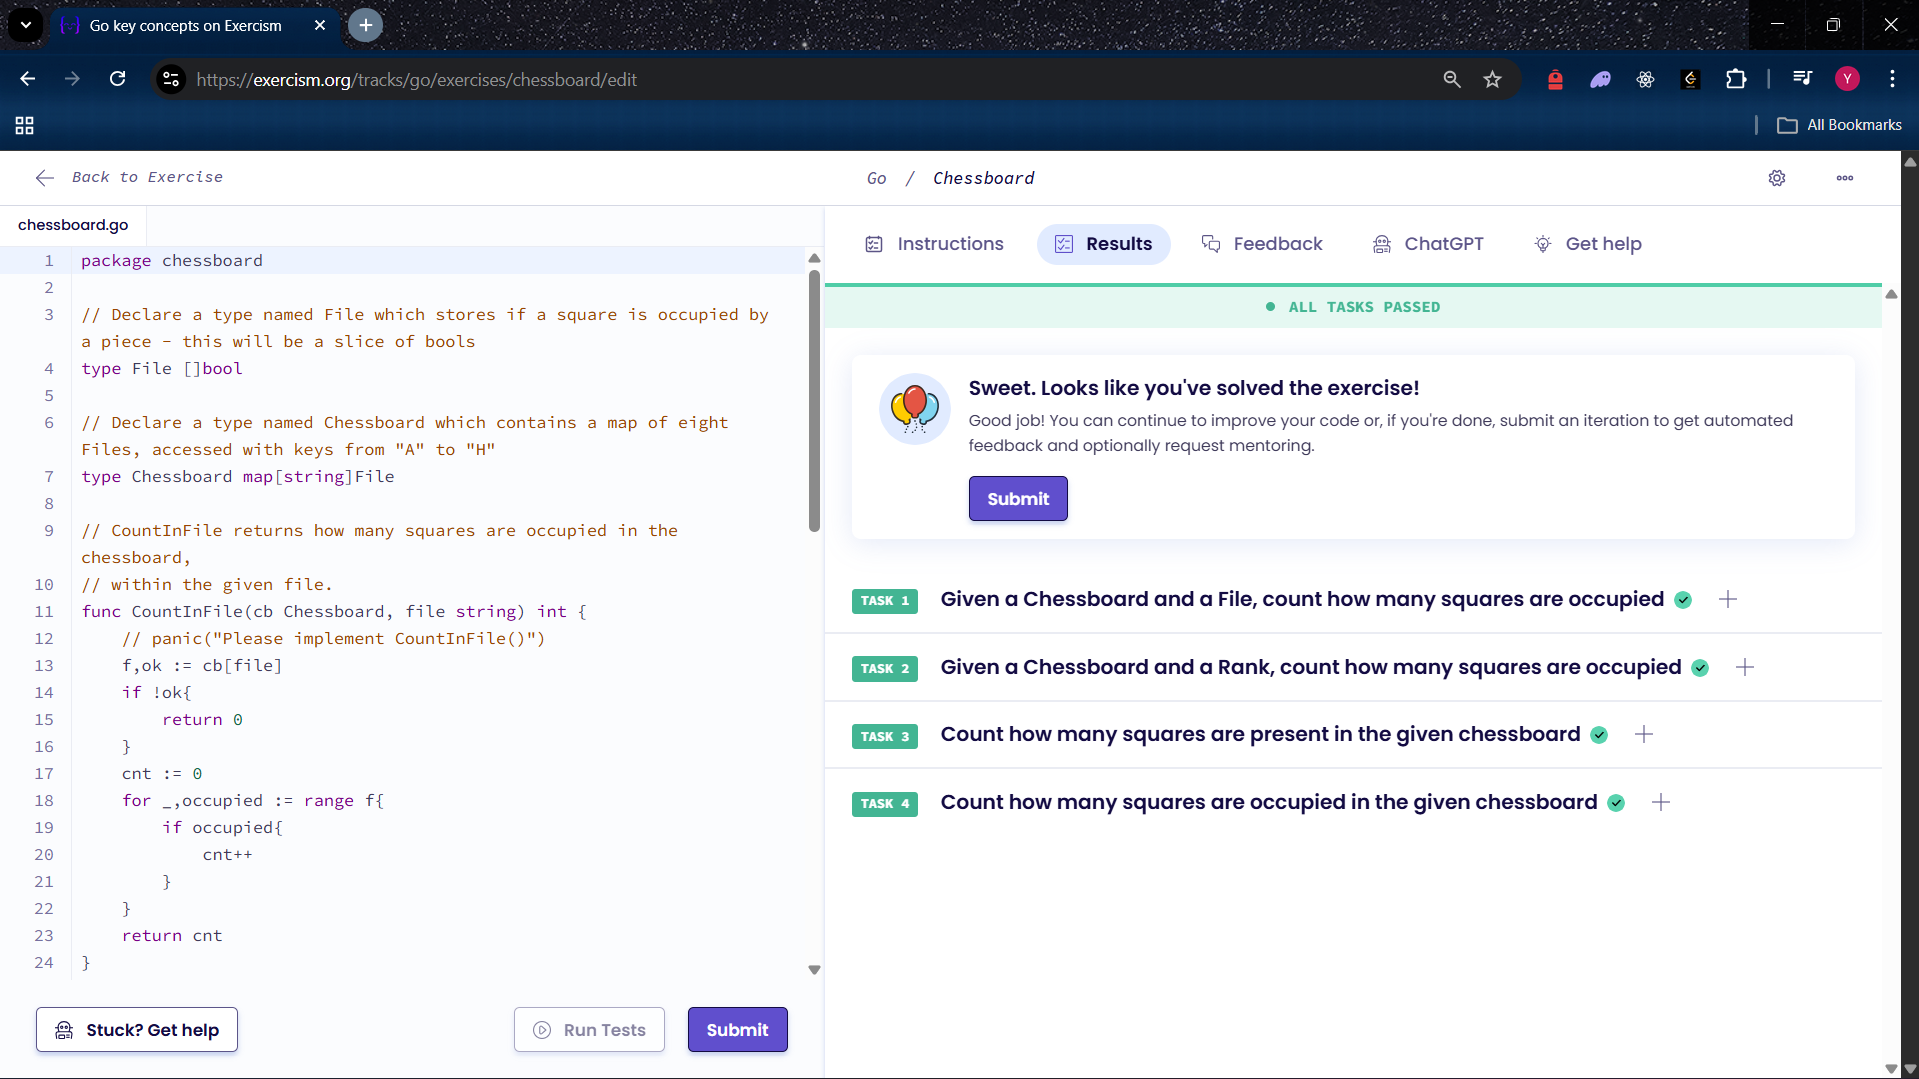 Go key concepts on Exercism
https://exercism.org/tracks/go/exercises/chessboard/edit
Y
All Bookmarks
Back to Exercise
Go / Chessboard
chessboard.go
1 package chessboard
2
3 // Declare a type named File which stores if a square is occupied by
a piece - this will be a slice of bools
4 type File []bool
5
6 // Declare a type named Chessboard which contains a map of eight
Files, accessed with keys from "A" to "H"
7 type Chessboard map[string]File
8
9 // CountInFile returns how many squares are occupied in the
chessboard,
10 // within the given file.
11 func CountInFile(cb Chessboard, file string) int {
12 // panic("Please implement CountInFile()")
13 f,ok := cb[file]
14 if !ok{
15 return 0
16 }
17 cnt := 0
18 for _,occupied := range f{
19 if occupied{
20 cnt++
21 }
22 }
23 return cnt
24 }
Stuck? Get help
Run Tests
Submit
Instructions
Results
Feedback
ChatGPT
Get help
ALL TASKS PASSED
Sweet. Looks like you've solved the exercise!
Good job! You can continue to improve your code or, if you're done, submit an iteration to get automated
feedback and optionally request mentoring.
Submit
TASK 1 Given a Chessboard and a File, count how many squares are occupied
TASK 2 Given a Chessboard and a Rank, count how many squares are occupied
TASK 3 Count how many squares are present in the given chessboard
TASK 4 Count how many squares are occupied in the given chessboard